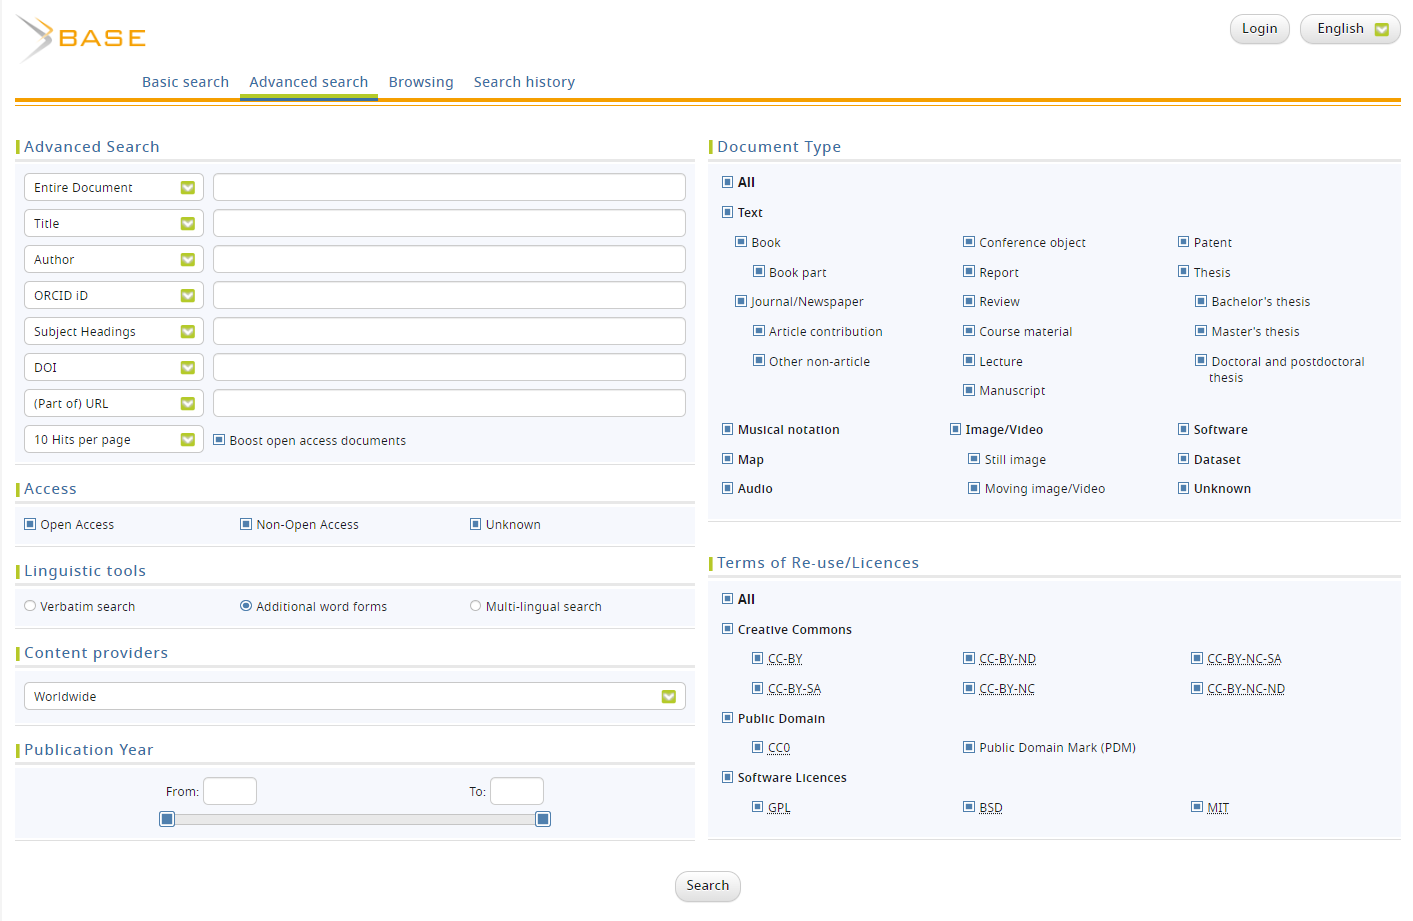 BASE
Login
English
Basic search
Advanced search
Browsing
Search history
Advanced Search
Entire Document
Title
Author
ORCID iD
Subject Headings
DOI
(Part of) URL
10 Hits per page
Boost open access documents
Access
Open Access
Non-Open Access
Unknown
Linguistic tools
Verbatim search
Additional word forms
Multi-lingual search
Content providers
Worldwide
Publication Year
From:
To:
Document Type
All
Text
Book
Conference object
Patent
Book part
Report
Thesis
Journal/Newspaper
Review
Bachelor's thesis
Article contribution
Course material
Master's thesis
Other non-article
Lecture
Doctoral and postdoctoral
thesis
Manuscript
Musical notation
Image/Video
Software
Map
Still image
Dataset
Audio
Moving image/Video
Unknown
Terms of Re-use/Licences
All
Creative Commons
CC-BY
CC-BY-ND
CC-BY-NC-SA
CC-BY-SA
CC-BY-NC
CC-BY-NC-ND
Public Domain
CC0
Public Domain Mark (PDM)
Software Licences
GPL
BSD
MIT
Search